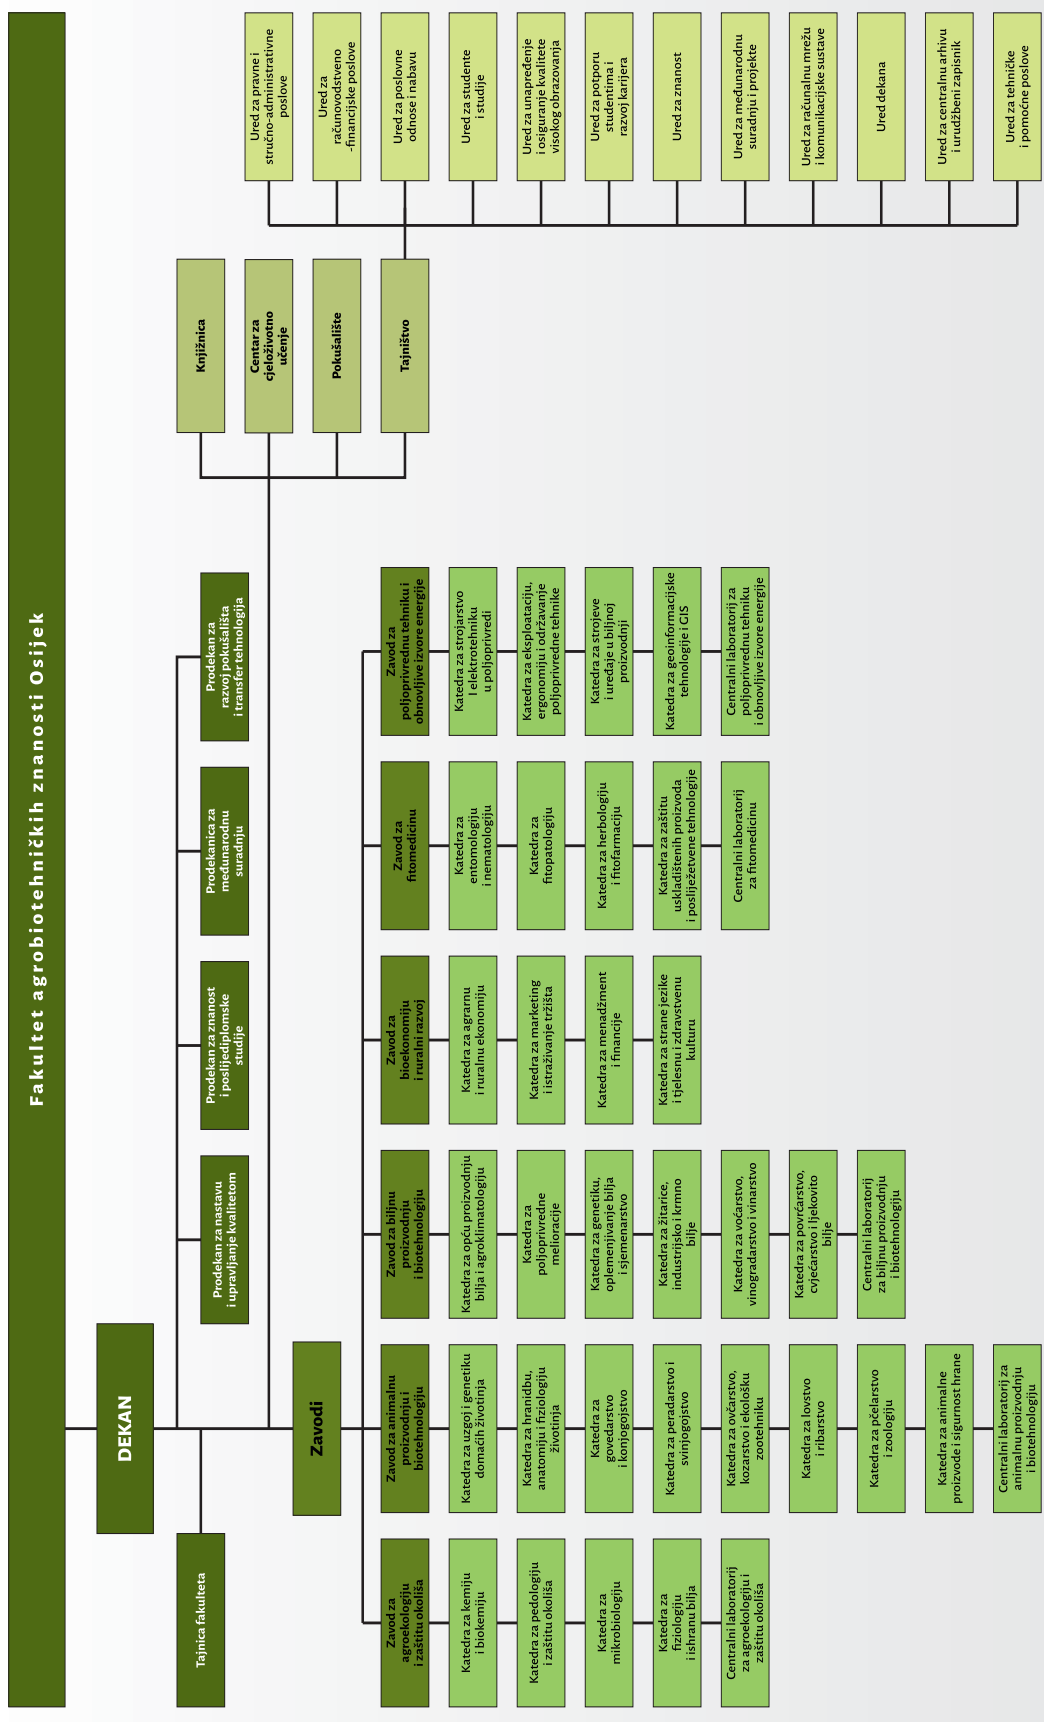 Fakultet agrobiotehničkih znanosti Osijek
DEKAN
Tajnica fakulteta
Prodekan za nastavu
i upravljanje kvalitetom
Prodekan za znanost
i poslijediplomske
studije
Prodekanica za
međunarodnu
suradnju
Prodekan za
razvoj pokušališta
i transfer tehnologija
Knjižnica
Centar za
cjeloživotno
učenje
Pokušalište
Tajništvo
Ured za pravne i
stručno-administrativne
poslove
Ured za
računovodstveno
-financijske poslove
Ured za poslovne
odnose i nabavu
Ured za studente
i studije
Ured za unapređenje
i osiguranje kvalitete
visokog obrazovanja
Ured za potporu
studentima i
razvoj karijera
Ured za znanost
Ured za međunarodnu
suradnju i projekte
Ured za računalnu mrežu
i komunikacijske sustave
Ured dekana
Ured za centralnu arhivu
i urudžbeni zapisnik
Ured za tehničke
i pomoćne poslove
Zavodi
Zavod za
agroekologiju
i zaštitu okoliša
Katedra za kemiju
i biokemiju
Katedra za pedologiju
i zaštitu okoliša
Katedra za
mikrobiologiju
Katedra za
fiziologiju
i ishranu bilja
Centralni laboratorij
za agroekologiju i
zaštitu okoliša
Zavod za animalnu
proizvodnju i
biotehnologiju
Katedra za uzgoj i genetiku
domaćih životinja
Katedra za hranidbu,
anatomiju i fiziologiju
životinja
Katedra za
govedarstvo
i konjogojstvo
Katedra za peradarstvo i
svinjogojstvo
Katedra za ovčarstvo,
kozarstvo i ekološku
zootehniku
Katedra za lovstvo
i ribarstvo
Katedra za pčelarstvo
i zoologiju
Katedra za animalne
proizvode i sigurnost hrane
Centralni laboratorij za
animalnu proizvodnju
i biotehnologiju
Zavod za biljnu
proizvodnju
i biotehnologiju
Katedra za opću proizvodnju
bilja i agroklimatologiju
Katedra za
poljoprivredne
melioracije
Katedra za genetiku,
oplemenjivanje bilja
i sjemenarstvo
Katedra za žitarice,
industrijsko i krmno
bilje
Katedra za voćarstvo,
vinogradarstvo i vinarstvo
Katedra za povrćarstvo,
cvjećarstvo i ljekovito
bilje
Centralni laboratorij
za biljnu proizvodnju
i biotehnologiju
Zavod za
bioekonomiju
i ruralni razvoj
Katedra za agrarnu
i ruralnu ekonomiju
Katedra za marketing
i istraživanje tržišta
Katedra za menadžment
i financije
Katedra za strane jezike
i tjelesnu i zdravstvenu
kulturu
Zavod za
fitomedicinu
Katedra za
entomologiju
i nematologiju
Katedra za
fitopatologiju
Katedra za herbologiju
i fitofarmaciju
Katedra za zaštitu
uskladištenih proizvoda
i posliježetvene tehnologije
Centralni laboratorij
za fitomedicinu
Zavod za
poljoprivrednu tehniku i
obnovljive izvore energije
Katedra za strojarstvo
I elektrotehniku
u poljoprivredi
Katedra za eksploataciju,
ergonomiju i održavanje
poljoprivredne tehnike
Katedra za strojeve
i uređaje u biljnoj
proizvodnji
Katedra za geoinformacijske
tehnologije i GIS
Centralni laboratorij za
poljoprivrednu tehniku
i obnovljive izvore energije